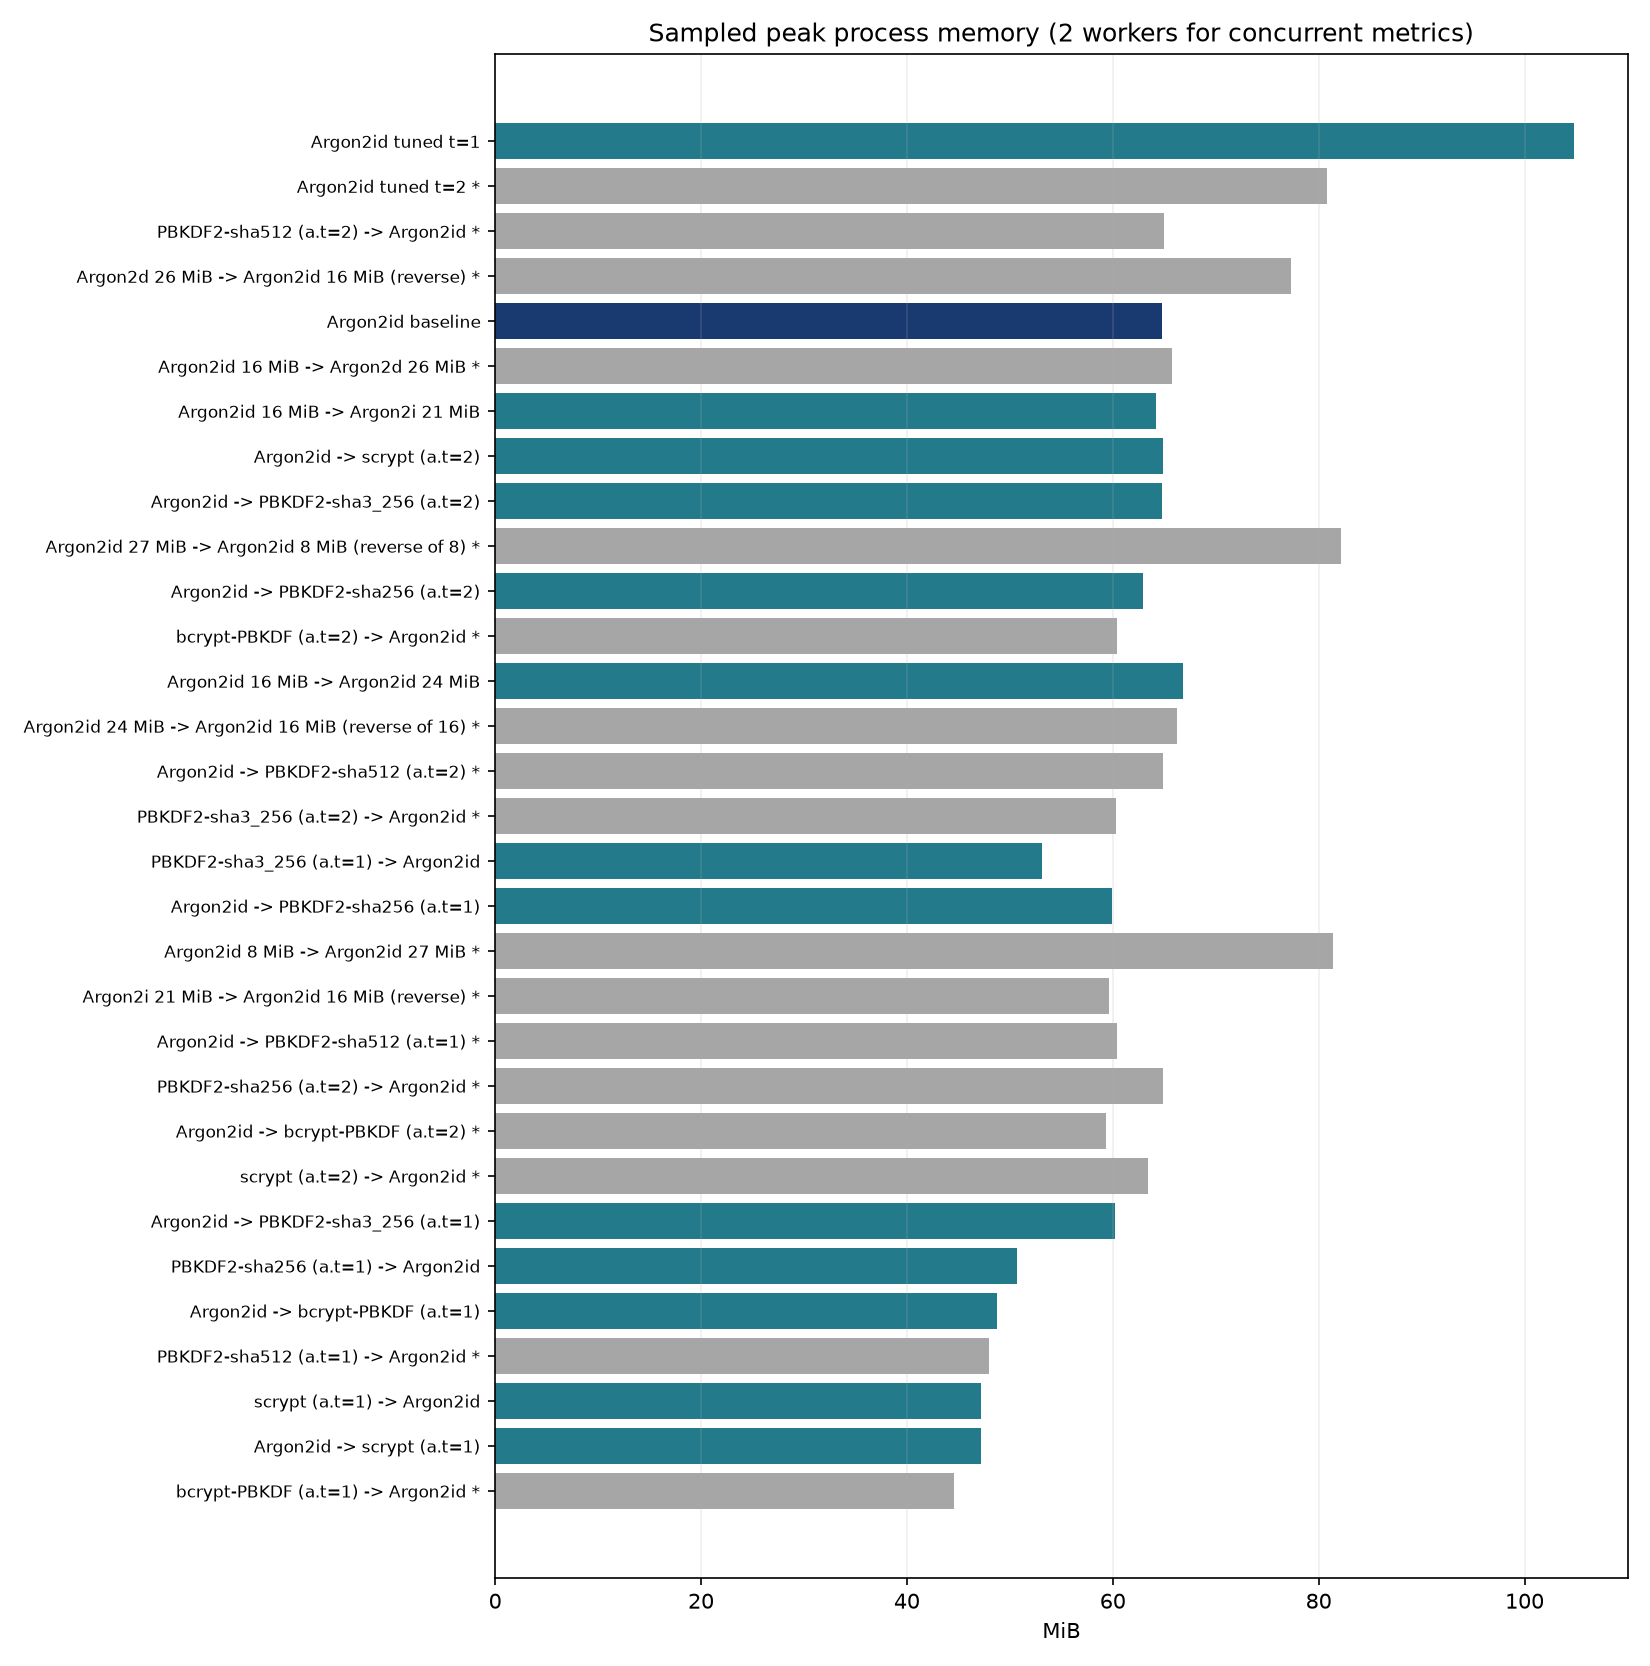 Sampled peak process memory (2 workers for concurrent metrics)
Argon2id tuned t=1
Argon2id tuned t=2 *
PBKDF2-sha512 (a.t=2) -> Argon2id *
Argon2d 26 MiB -> Argon2id 16 MiB (reverse) *
Argon2id baseline
Argon2id 16 MiB -> Argon2d 26 MiB *
Argon2id 16 MiB -> Argon2i 21 MiB
Argon2id -> scrypt (a.t=2)
Argon2id -> PBKDF2-sha3_256 (a.t=2)
Argon2id 27 MiB -> Argon2id 8 MiB (reverse of 8) *
Argon2id -> PBKDF2-sha256 (a.t=2)
bcrypt-PBKDF (a.t=2) -> Argon2id *
Argon2id 16 MiB -> Argon2id 24 MiB
Argon2id 24 MiB -> Argon2id 16 MiB (reverse of 16) *
Argon2id -> PBKDF2-sha512 (a.t=2) *
PBKDF2-sha3_256 (a.t=2) -> Argon2id *
PBKDF2-sha3_256 (a.t=1) -> Argon2id
Argon2id -> PBKDF2-sha256 (a.t=1)
Argon2id 8 MiB -> Argon2id 27 MiB *
Argon2i 21 MiB -> Argon2id 16 MiB (reverse) *
Argon2id -> PBKDF2-sha512 (a.t=1) *
PBKDF2-sha256 (a.t=2) -> Argon2id *
Argon2id -> bcrypt-PBKDF (a.t=2) *
scrypt (a.t=2) -> Argon2id *
Argon2id -> PBKDF2-sha3_256 (a.t=1)
PBKDF2-sha256 (a.t=1) -> Argon2id
Argon2id -> bcrypt-PBKDF (a.t=1)
PBKDF2-sha512 (a.t=1) -> Argon2id *
scrypt (a.t=1) -> Argon2id
Argon2id -> scrypt (a.t=1)
bcrypt-PBKDF (a.t=1) -> Argon2id *
0 20 40 60 80 100
MiB